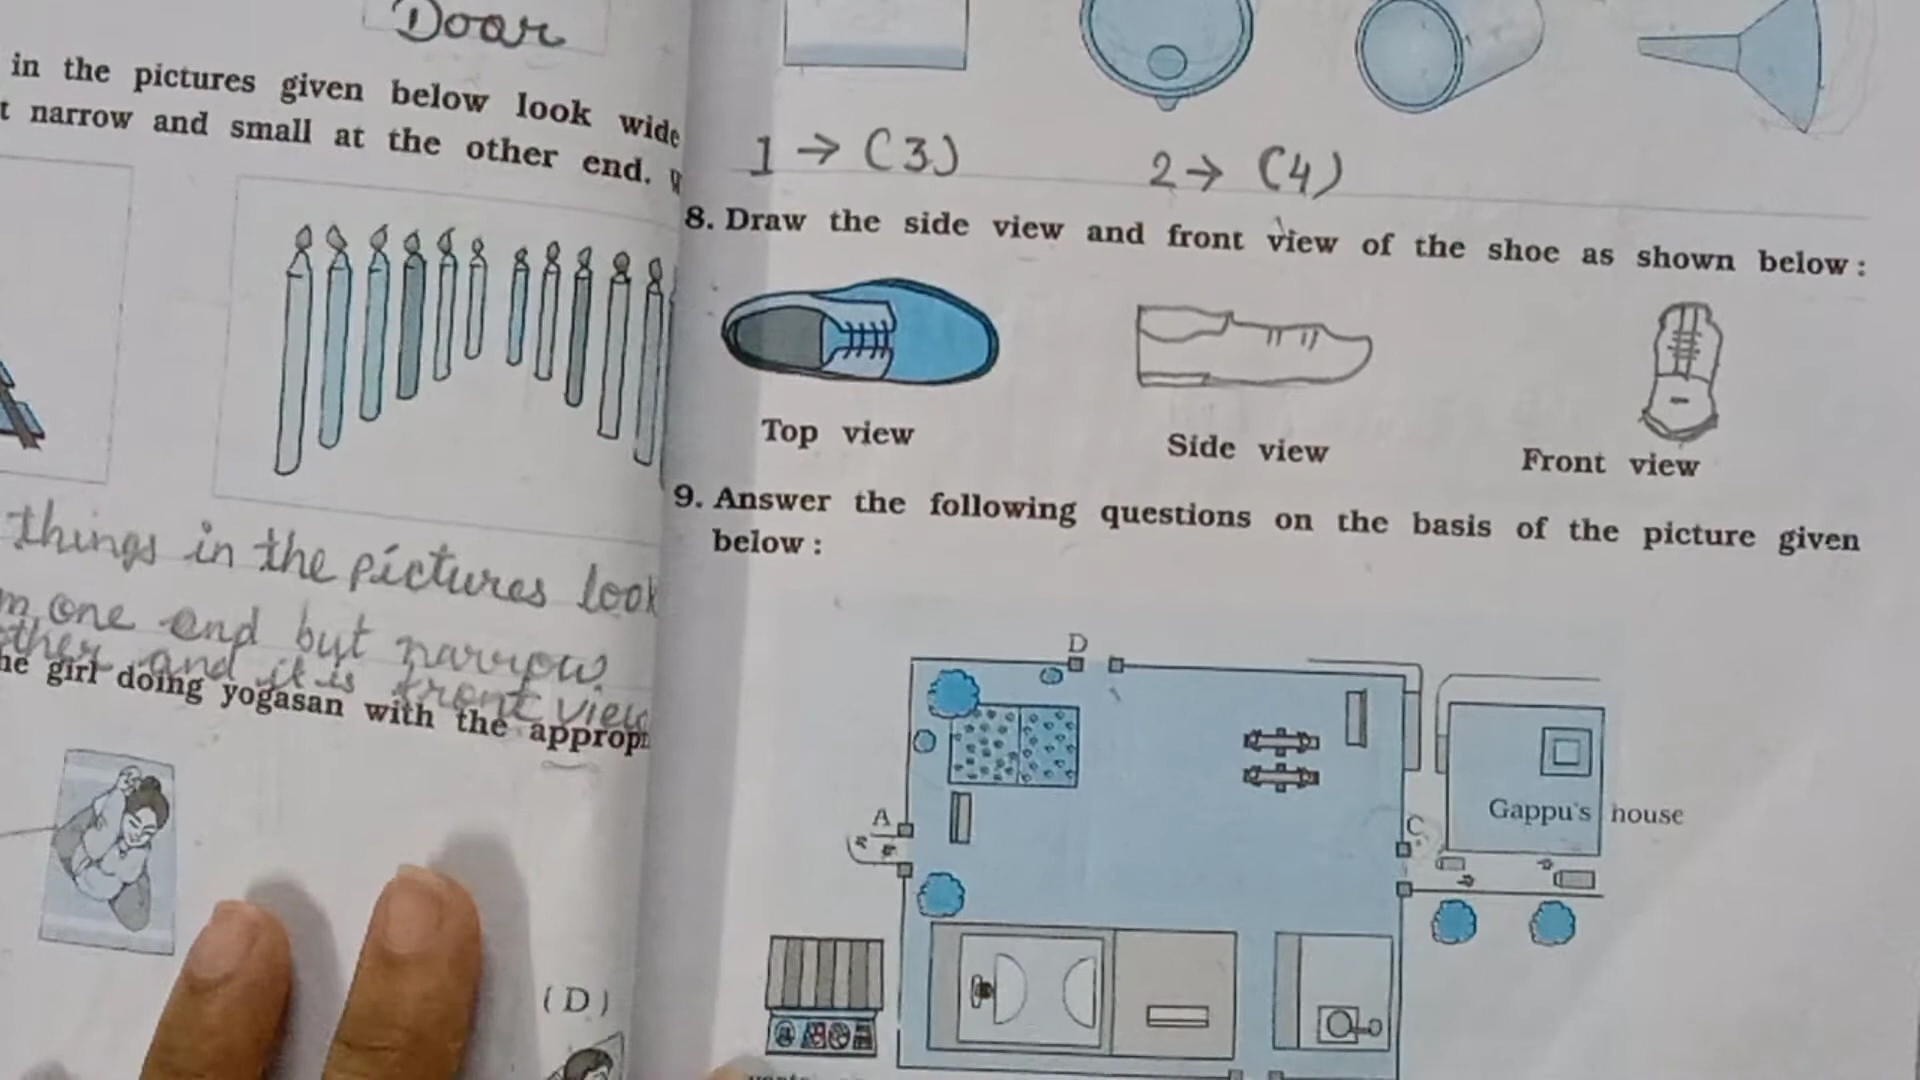 Doar
in the pictures given below look wide
narrow and small at the other end.
things in the pictures look
one end but narrow
and it is front view
girl doing yogasan with the
(D)
1 → (3) 2 → (4)
8. Draw the side view and front view of the shoe as shown below :
Top view Side view Front view
9. Answer the following questions on the basis of the picture given
below :
D
A
C
Gappu's house